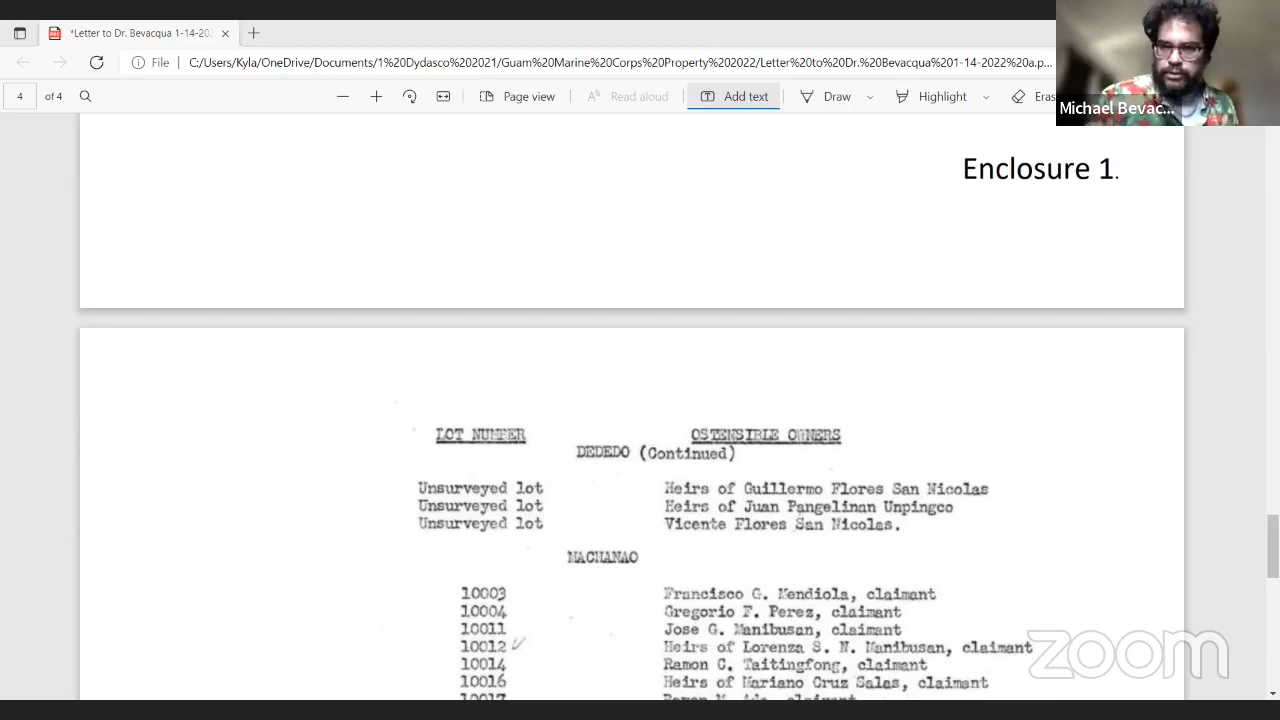 *Letter to Dr. Bevacqua 1-14-202
File
C:/Users/Kyla/OneDrive/Documents/1%20Dydasco%202021/Guam%20Marine%20Corps%20Property%202022/Letter%20to%20Dr.%20Bevacqua%201-14-2022%20a.p...
4 of 4 Page view Read aloud Add text Draw Highlight Eras
Michael Bevac...
Enclosure 1.
LOT NUMBER OSTENSIBLE OWNERS
DEDEDO (Continued)
Unsurveyed lot Heirs of Guillermo Flores San Nicolas
Unsurveyed lot Heirs of Juan Pangelinan Unpingco
Unsurveyed lot Vicente Flores San Nicolas.
MACHANAO
10003 Francisco G. Mendiola, claimant
10004 Gregorio F. Perez, claimant
10011 Jose G. Manibusan, claimant
10012 Heirs of Lorenza S. N. Manibusan, claimant
10014 Ramon C. Taitingfong, claimant
10016 Heirs of Mariano Cruz Salas, claimant
zoom